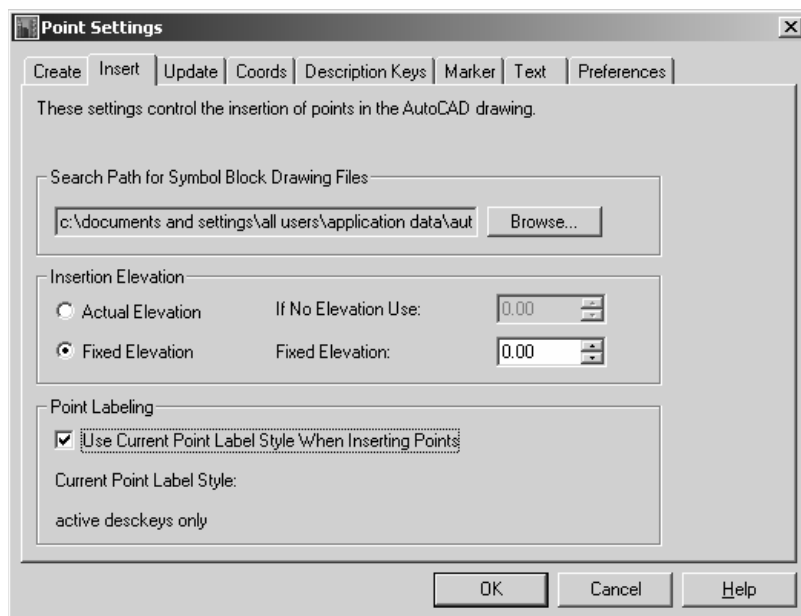 Point Settings
Create Insert Update Coords Description Keys Marker Text Preferences
These settings control the insertion of points in the AutoCAD drawing.
Search Path for Symbol Block Drawing Files
c:\documents and settings\all users\application data\aut Browse...
Insertion Elevation
Actual Elevation If No Elevation Use: 0.00
Fixed Elevation Fixed Elevation: 0.00
Point Labeling
Use Current Point Label Style When Inserting Points
Current Point Label Style:
active desckeys only
OK Cancel Help